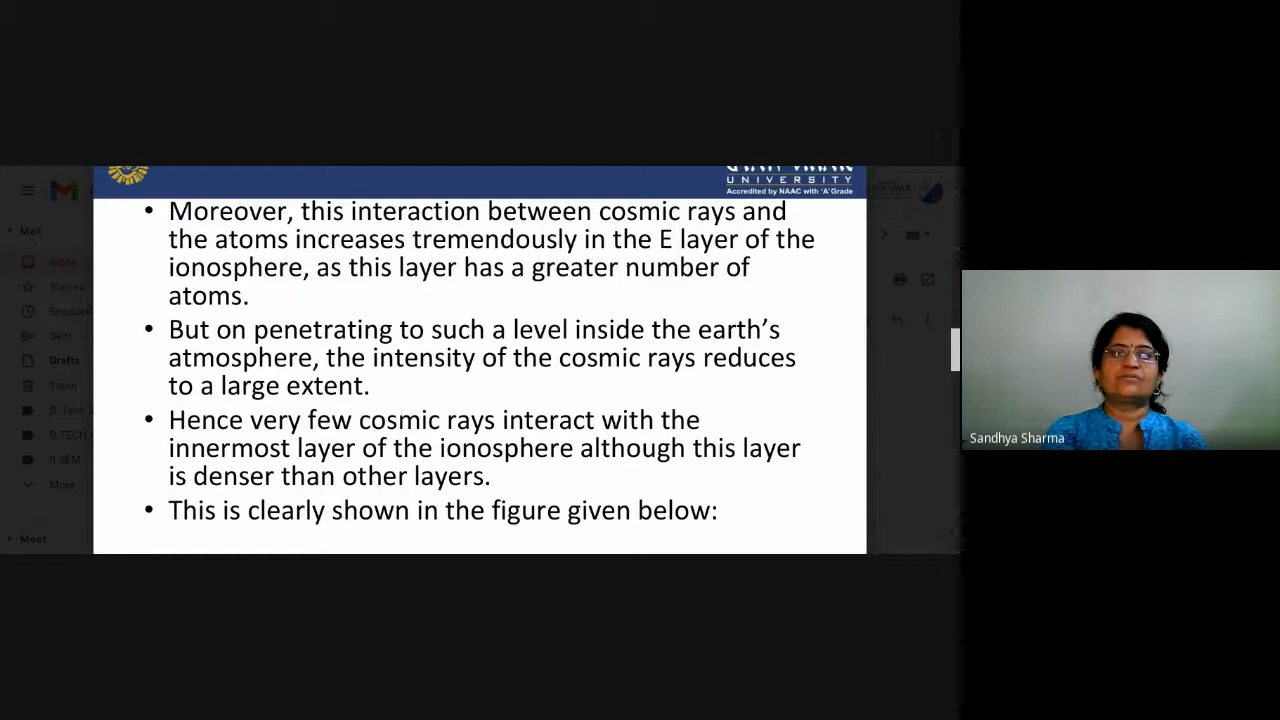 UNIVERSITY
Accredited by NAAC with 'A' Grade
• Moreover, this interaction between cosmic rays and
the atoms increases tremendously in the E layer of the
ionosphere, as this layer has a greater number of
atoms.
• But on penetrating to such a level inside the earth’s
atmosphere, the intensity of the cosmic rays reduces
to a large extent.
• Hence very few cosmic rays interact with the
innermost layer of the ionosphere although this layer
is denser than other layers.
• This is clearly shown in the figure given below:
Mail
Inbox
Starred
Snoozed
Sent
Drafts
Trash
B. Tech
B.TECH
II SEM
More
Meet
Sandhya Sharma